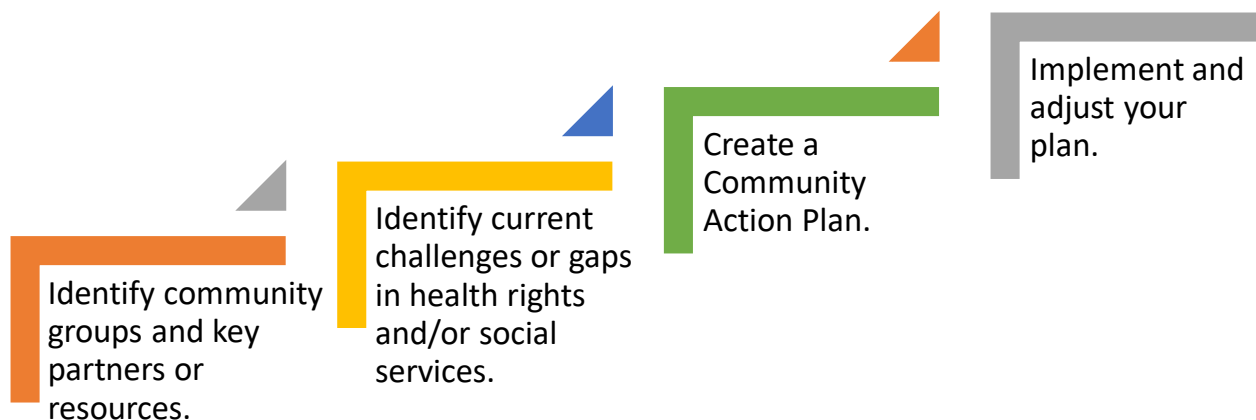 Identify community
groups and key
partners or
resources.
Identify current
challenges or gaps
in health rights
and/or social
services.
Create a
Community
Action Plan.
Implement and
adjust your
plan.